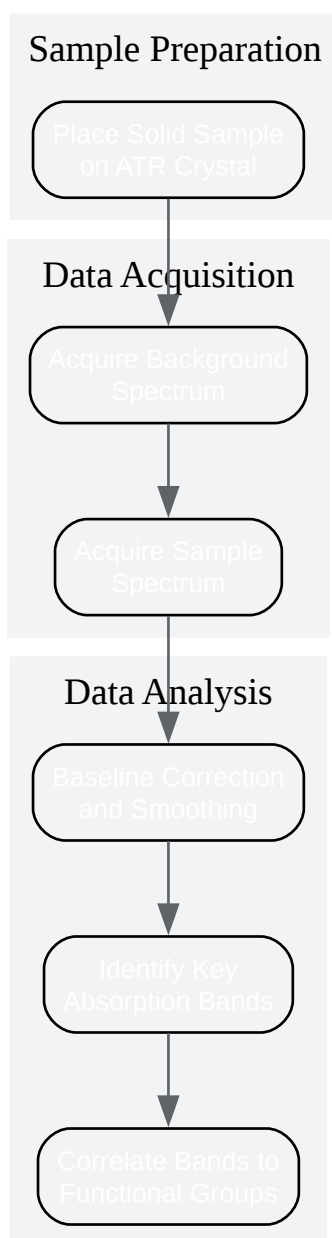 Sample Preparation
Place Solid Sample
on ATR Crystal
Data Acquisition
Acquire Background
Spectrum
Acquire Sample
Spectrum
Data Analysis
Baseline Correction
and Smoothing
Identify Key
Absorption Bands
Correlate Bands to
Functional Groups